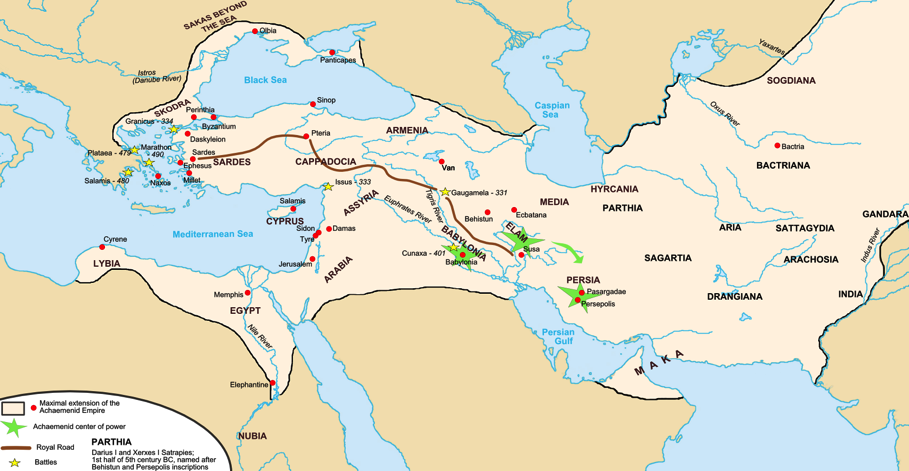 SAKAS BEYOND
THE SEA
Olbia
Panticapes
Istros
(Danube River)
Black Sea
Caspian
Sea
Yaxartes
SOGDIANA
Oxus River
SKODRA
Perinthia
Granicus - 334
Byzantium
Daskyleion
Sinop
Pteria
ARMENIA
Bactria
BACTRIANA
Marathon
- 490
Plataea - 479
Sardes
SARDES
Ephesus
Salamis - 480
Naxos
Milet
CAPPADOCIA
Van
Issus - 333
Gaugamela - 331
HYRCANIA
PARTHIA
MEDIA
ASSYRIA
Tigris River
Euphrates River
Behistun
Ecbatana
Salamis
CYPRUS
Mediterranean Sea
Sidon
Tyre
Damas
Cyrene
LYBIA
Jerusalem
ARABIA
BABYLONIA
Cunaxa - 401
Babylonia
ELAM
Susa
ARIA
SATTAGYDIA
GANDARA
Indus River
SAGARTIA
ARACHOSIA
PERSIA
Pasargadae
Persepolis
DRANGIANA
INDIA
Memphis
EGYPT
Nile River
Persian
Gulf
MAKA
Elephantine
NUBIA
Maximal extension of the
Achaemenid Empire
Achaemenid center of power
Royal Road
Battles
PARTHIA
Darius I and Xerxes I Satrapies;
1st half of 5th century BC, named after
Behistun and Persepolis inscriptions